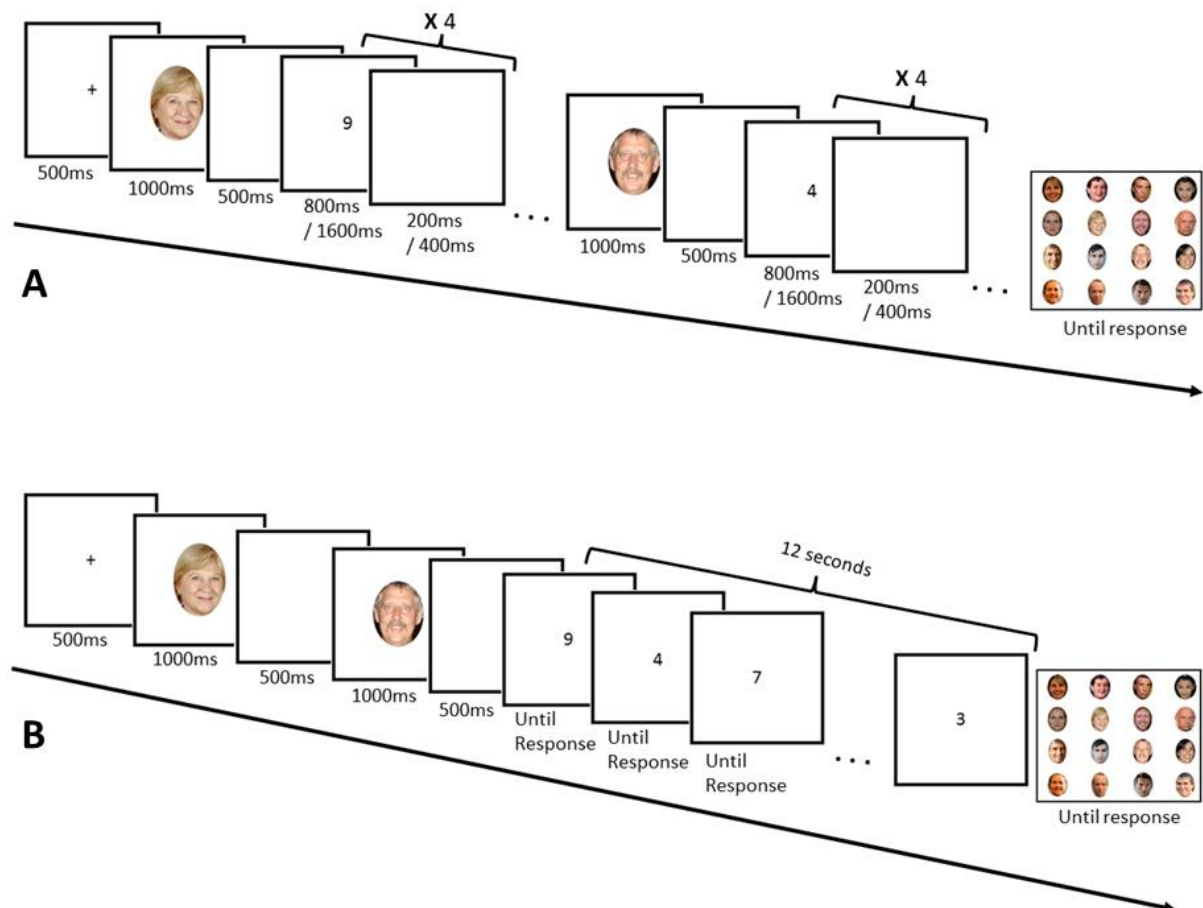 X 4
+
500ms
1000ms
500ms
9
800ms
/ 1600ms
200ms
/ 400ms
. . .
X 4
1000ms
500ms
4
800ms
/ 1600ms
200ms
/ 400ms
. . .
Until response
A
12 seconds
+
500ms
1000ms
500ms
1000ms
500ms
9
Until
Response
4
Until
Response
7
Until
Response
. . .
3
Until response
B